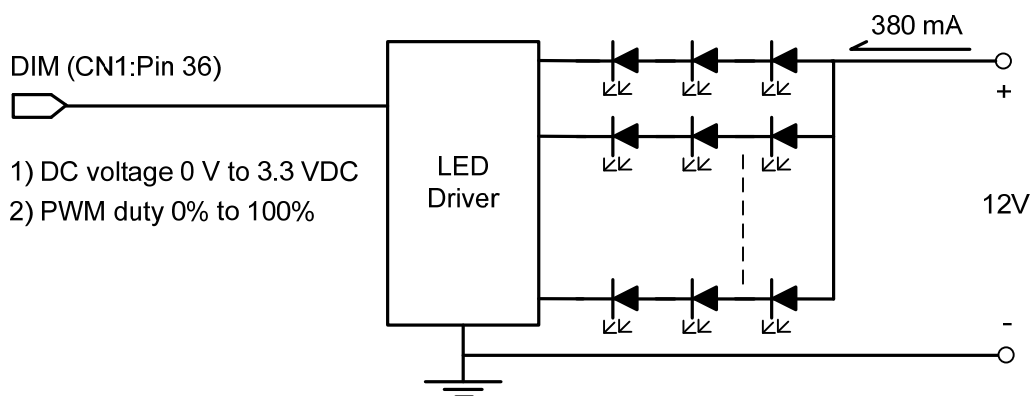 380 mA
DIM (CN1:Pin 36)
+
1) DC voltage 0 V to 3.3 VDC
2) PWM duty 0% to 100%
LED
Driver
12V
-